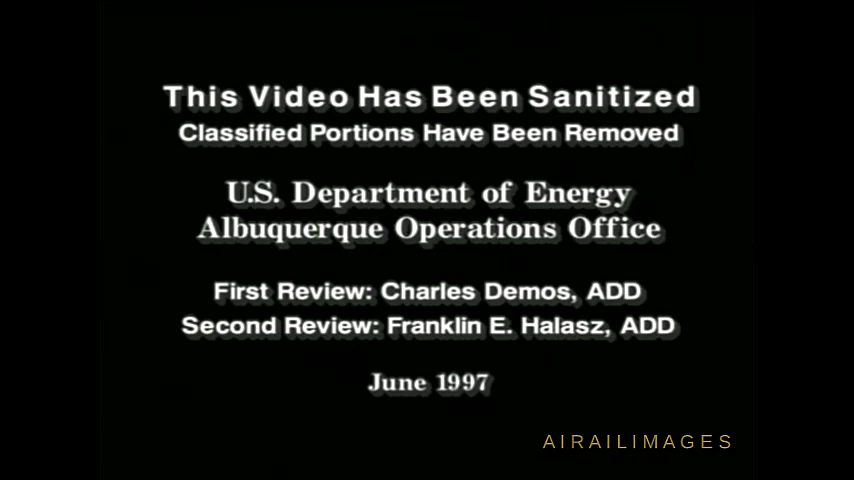 This Video Has Been Sanitized
Classified Portions Have Been Removed
U.S. Department of Energy
Albuquerque Operations Office
First Review: Charles Demos, ADD
Second Review: Franklin E. Halasz, ADD
June 1997
AIRAILIMAGES